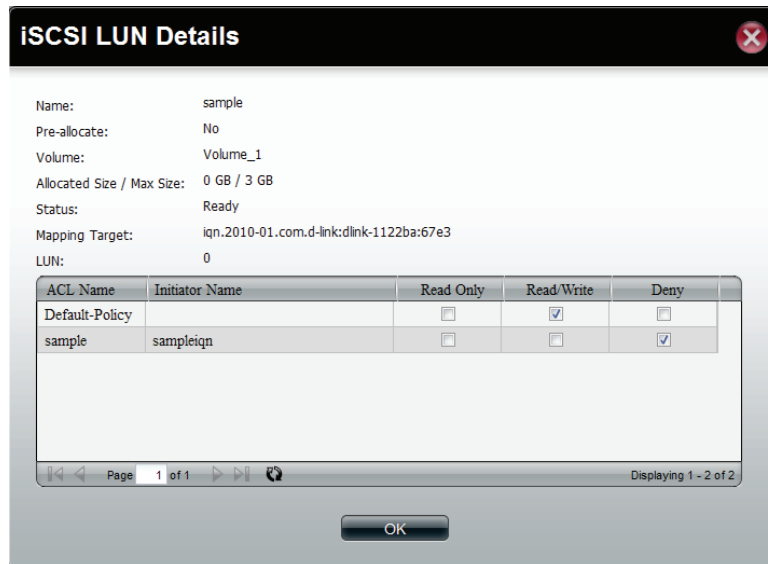 iSCSI LUN Details
Name: sample
Pre-allocate: No
Volume: Volume_1
Allocated Size / Max Size: 0 GB / 3 GB
Status: Ready
Mapping Target: iqn.2010-01.com.d-link:dlink-1122ba:67e3
LUN: 0
ACL Name Initiator Name Read Only Read/Write Deny
Default-Policy
sample sampleiqn
Page 1 of 1 Displaying 1 - 2 of 2
OK